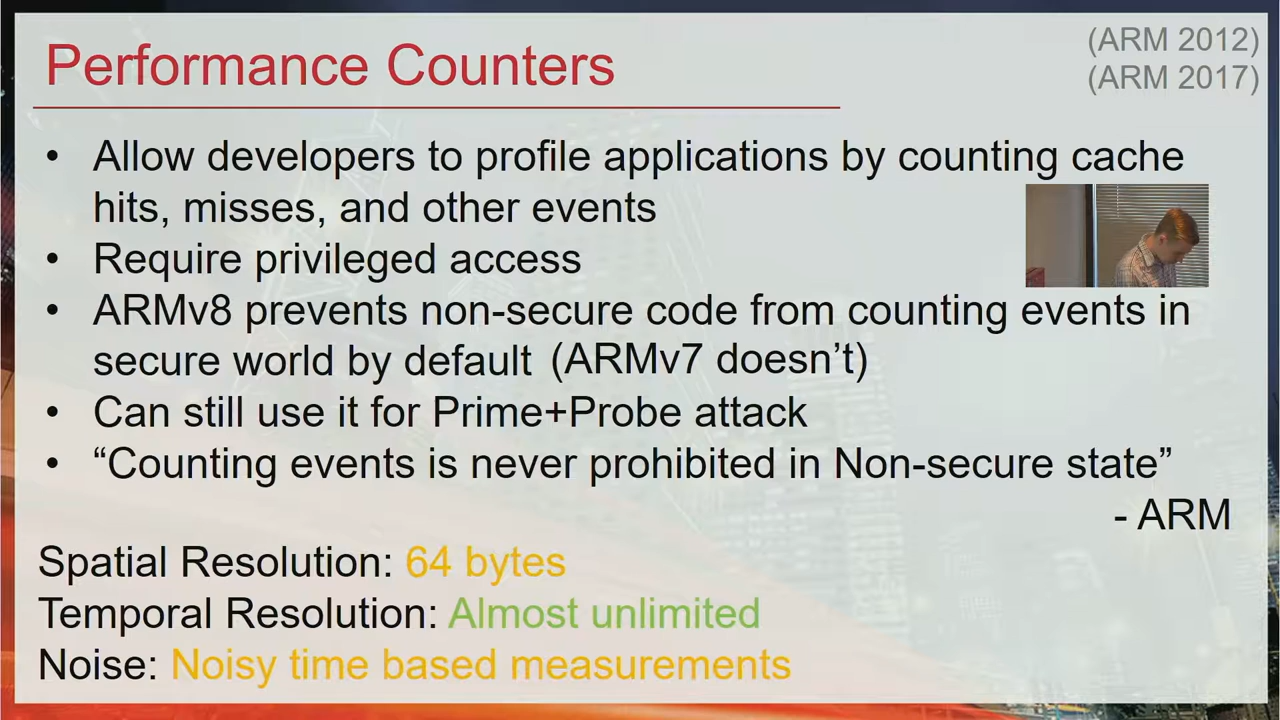 Performance Counters
(ARM 2012)
(ARM 2017)
• Allow developers to profile applications by counting cache
hits, misses, and other events
• Require privileged access
• ARMv8 prevents non-secure code from counting events in
secure world by default (ARMv7 doesn’t)
• Can still use it for Prime+Probe attack
• “Counting events is never prohibited in Non-secure state”
- ARM
Spatial Resolution: 64 bytes
Temporal Resolution: Almost unlimited
Noise: Noisy time based measurements